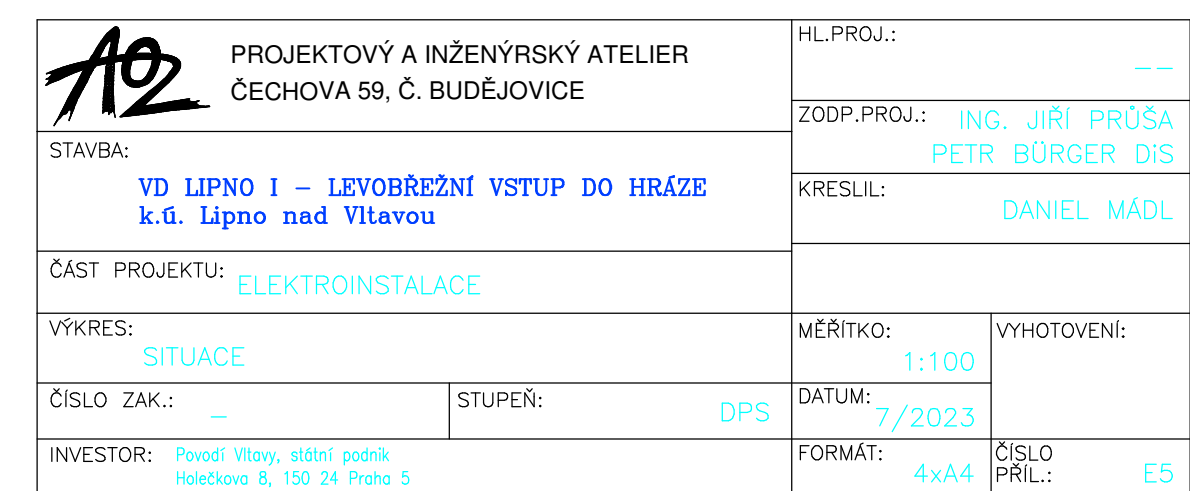 A02
PROJEKTOVÝ A INŽENÝRSKÝ ATELIER
ČECHOVA 59, Č. BUDĚJOVICE
HL.PROJ.:
––
ZODP.PROJ.: ING. JIŘÍ PRŮŠA
PETR BÜRGER DiS
STAVBA:
VD LIPNO I – LEVOBŘEŽNÍ VSTUP DO HRÁZE
k.ú. Lipno nad Vltavou
KRESLIL:
DANIEL MÁDL
ČÁST PROJEKTU: ELEKTROINSTALACE
VÝKRES:
SITUACE
MĚŘÍTKO:
1:100
VYHOTOVENÍ:
ČÍSLO ZAK.: –
STUPEŇ: DPS
DATUM: 7/2023
INVESTOR: Povodí Vltavy, státní podnik
Holečkova 8, 150 24 Praha 5
FORMÁT:
4xA4
ČÍSLO
PŘÍL.: E5